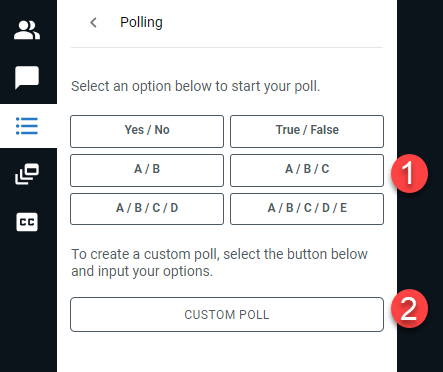 Polling
Select an option below to start your poll.
Yes / No
True / False
A / B
A / B / C
1
A / B / C / D
A / B / C / D / E
To create a custom poll, select the button below
and input your options.
CUSTOM POLL
2
CC